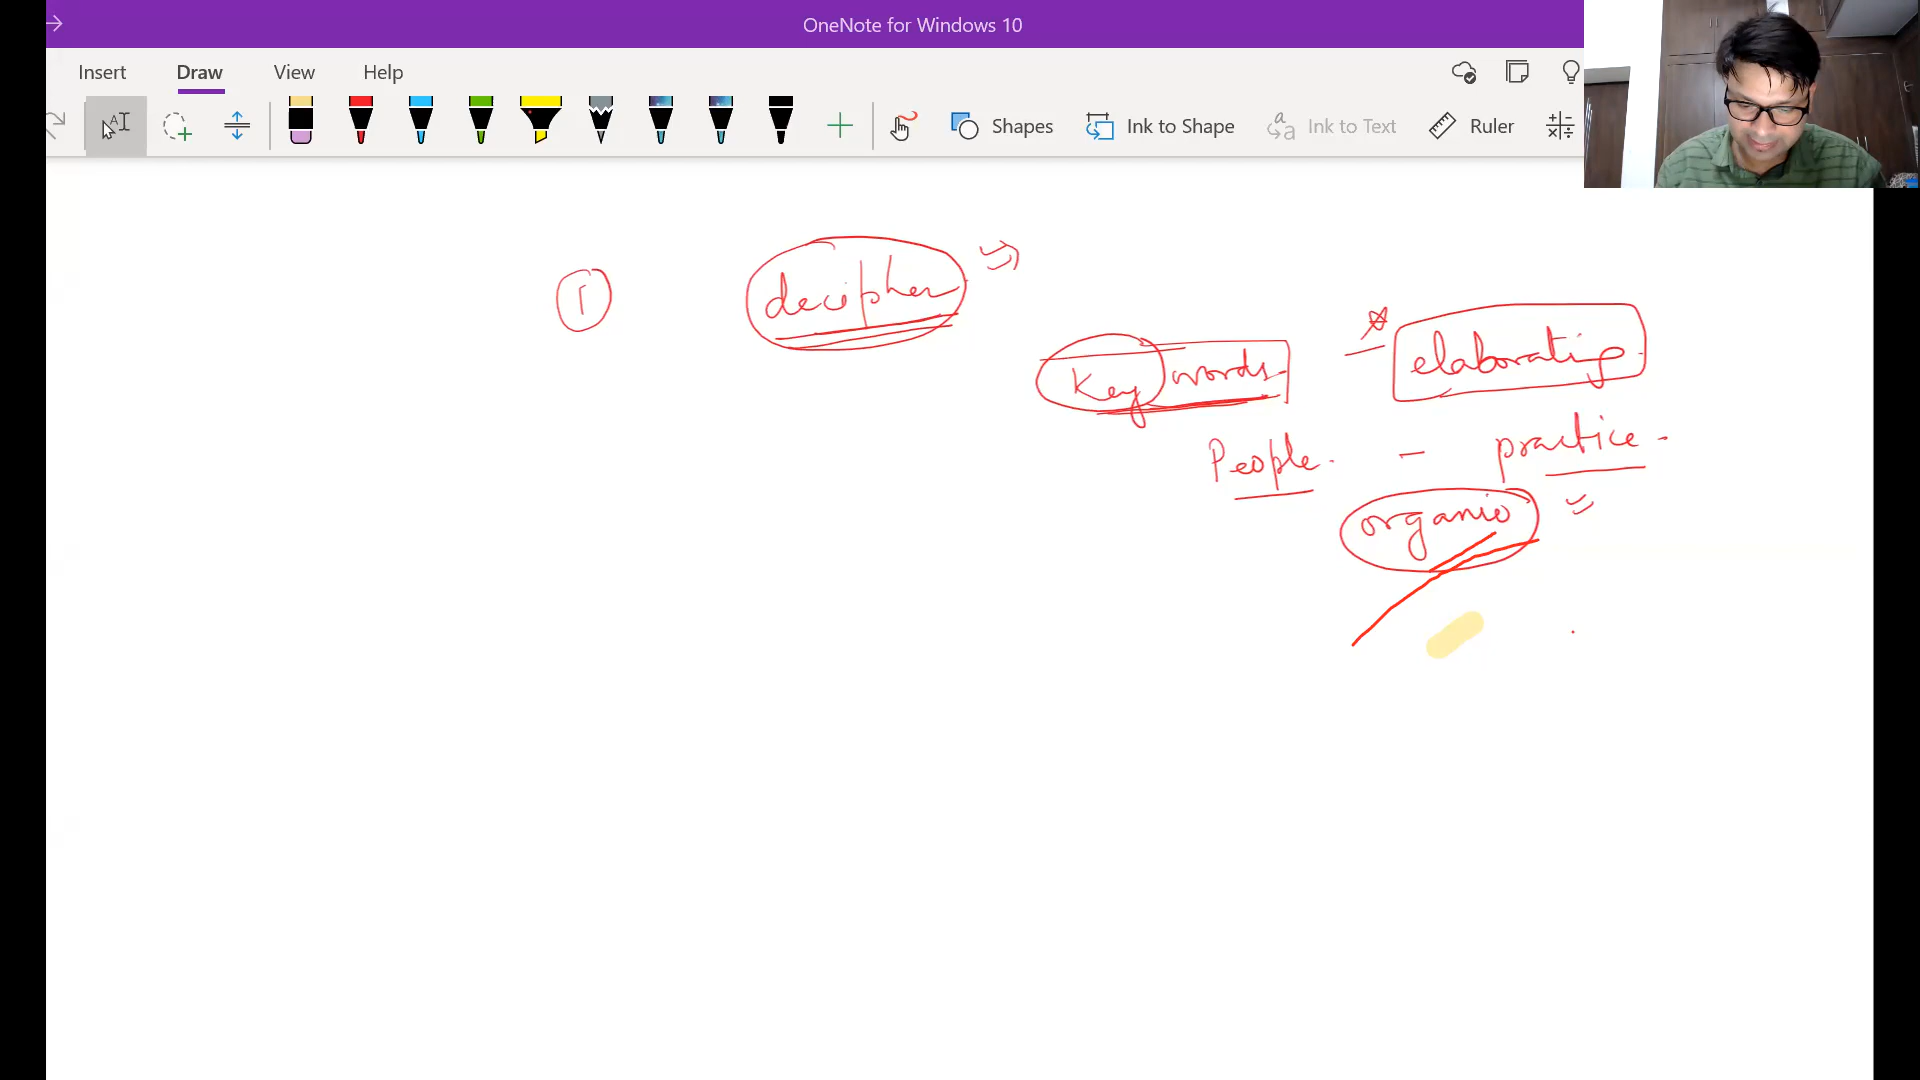 OneNote for Windows 10
Insert Draw View Help
Shapes Ink to Shape Ink to Text Ruler
1 decipher
Key words. elaborating
People. - practice.
organic